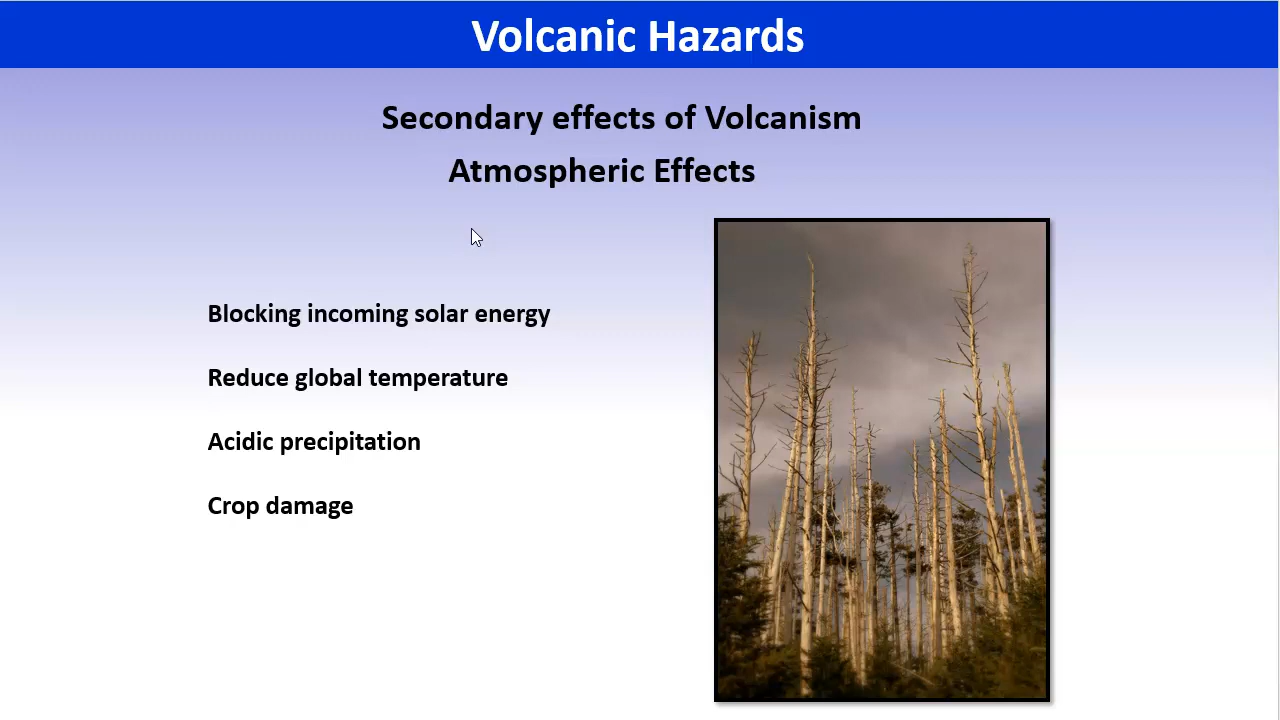 Volcanic Hazards
Secondary effects of Volcanism
Atmospheric Effects
Blocking incoming solar energy
Reduce global temperature
Acidic precipitation
Crop damage